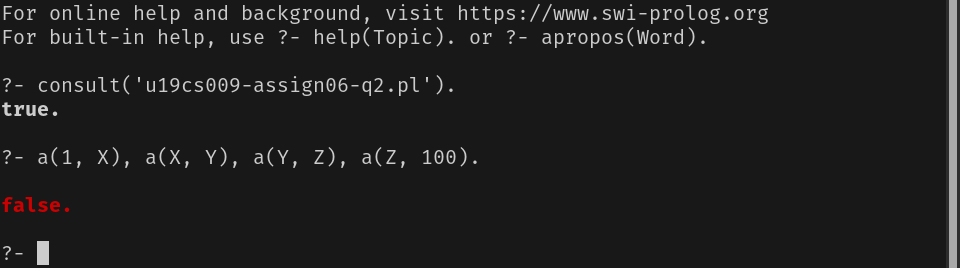 For online help and background, visit https://www.swi-prolog.org
For built-in help, use ?- help(Topic). or ?- apropos(Word).
?- consult('u19cs009-assign06-q2.pl').
true.
?- a(1, X), a(X, Y), a(Y, Z), a(Z, 100).
false.
?-